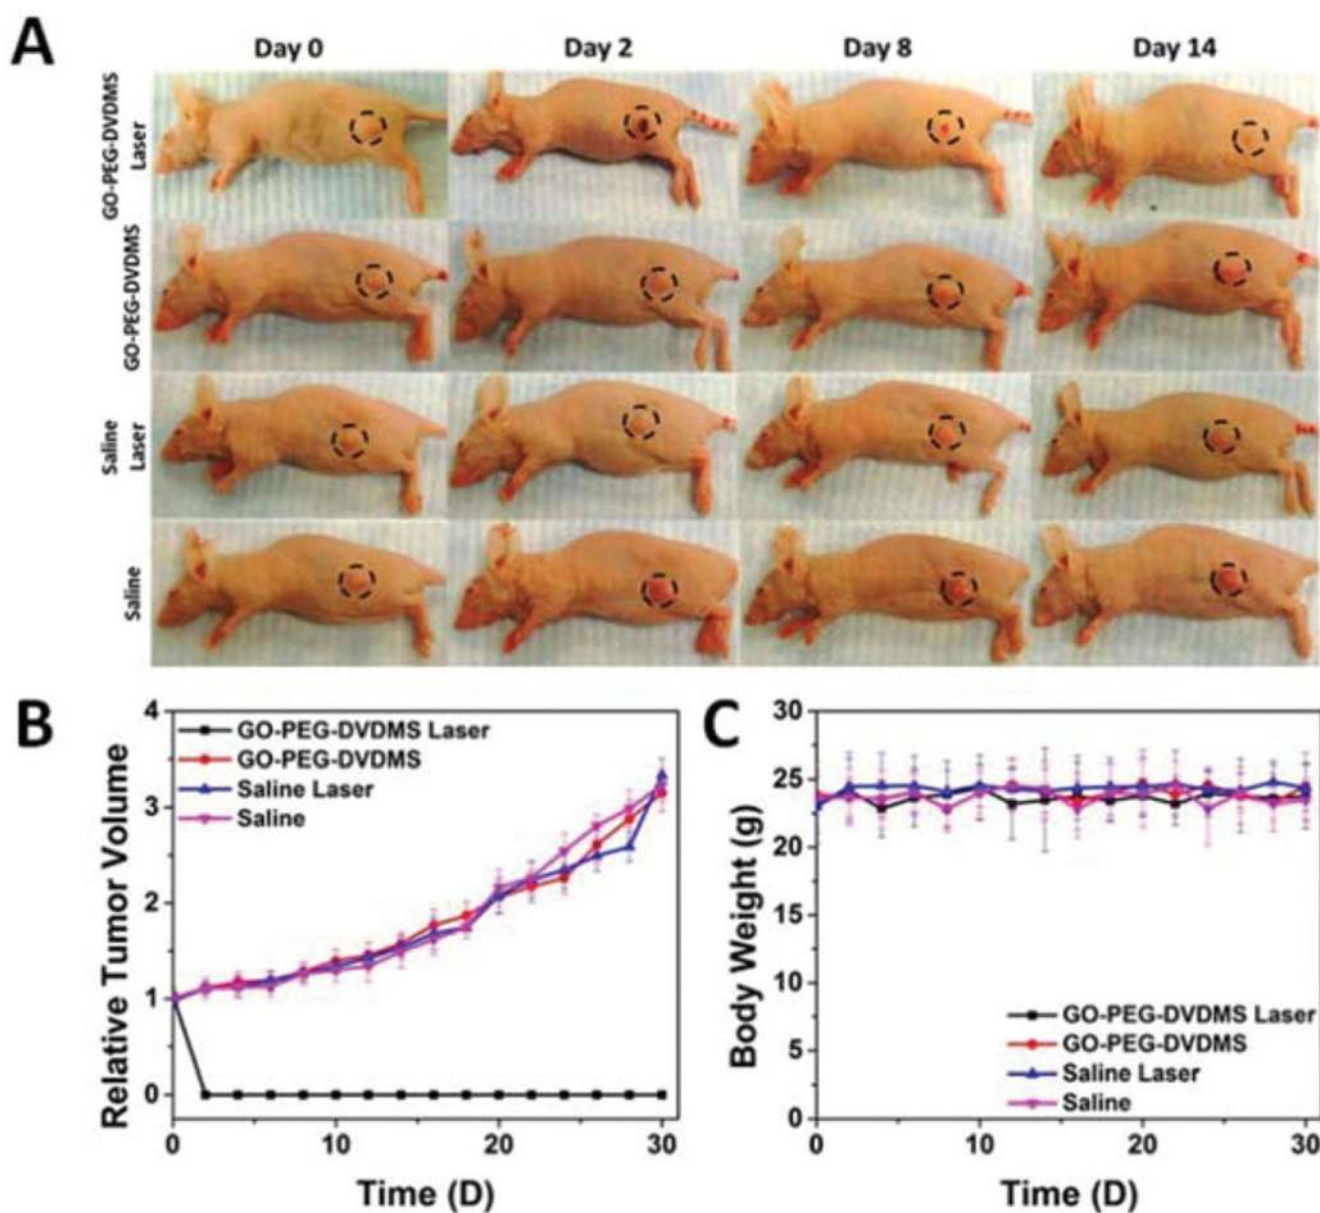 A
Day 0 Day 2 Day 8 Day 14
GO-PEG-DVDMS
Laser
GO-PEG-DVDMS
Saline
Laser
Saline
B
Relative Tumor Volume
4
3
2
1
0
GO-PEG-DVDMS Laser
GO-PEG-DVDMS
Saline Laser
Saline
0 10 20 30
Time (D)
C
Body Weight (g)
30
25
20
15
10
5
0
GO-PEG-DVDMS Laser
GO-PEG-DVDMS
Saline Laser
Saline
0 10 20 30
Time (D)